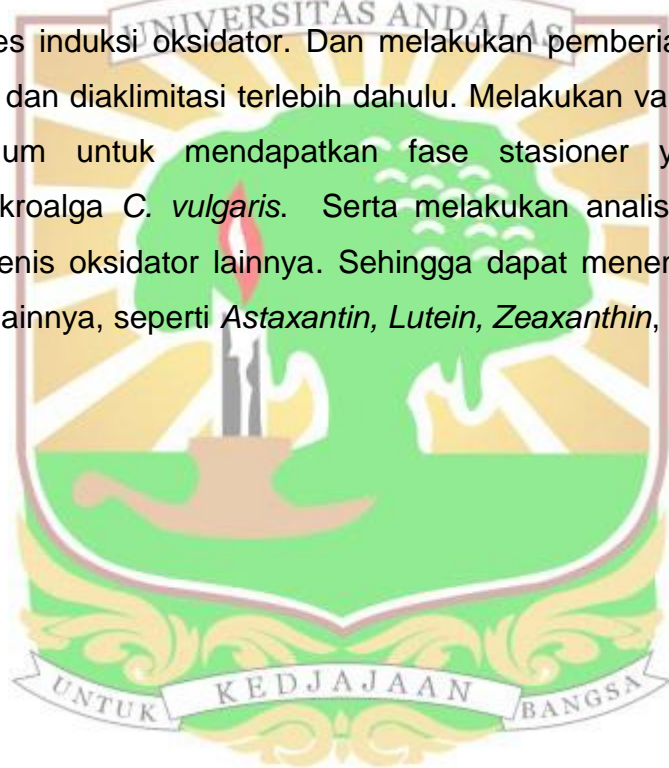 UNIVERSITAS ANDALAS
es induksi oksidator. Dan melakukan pemberia
dan diaklimitasi terlebih dahulu. Melakukan va
um untuk mendapatkan fase stasioner y
kroalga C. vulgaris. Serta melakukan analis
enis oksidator lainnya. Sehingga dapat mener
ainnya, seperti Astaxantin, Lutein, Zeaxanthin,
UNTUK KEDJAJAAN BANGSA